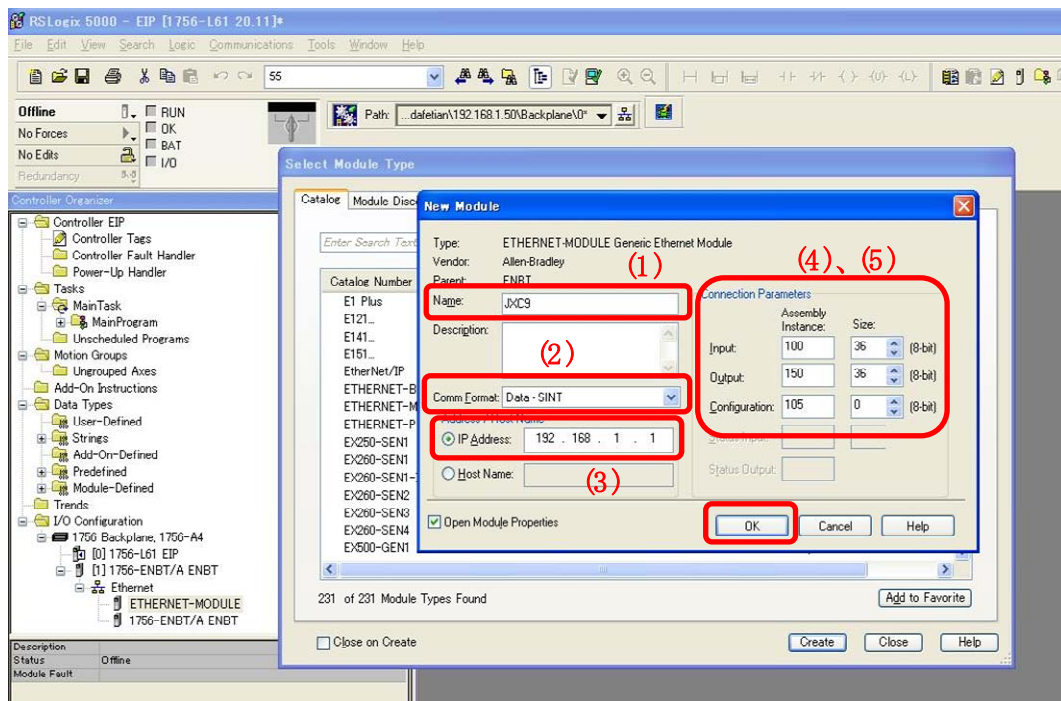 RSLogix 5000 - EIP [1756-L61 20.11]*
File Edit View Search Logic Communications Tools Window Help
55
Offline
RUN
No Forces
OK
BAT
No Edits
I/O
Redundancy
Path: ...dafetian\192.168.1.50\Backplane\0*
Controller Organizer
Controller EIP
Controller Tags
Controller Fault Handler
Power-Up Handler
Tasks
MainTask
MainProgram
Unscheduled Programs
Motion Groups
Ungrouped Axes
Add-On Instructions
Data Types
User-Defined
Strings
Add-On-Defined
Predefined
Module-Defined
Trends
I/O Configuration
1756 Backplane, 1756-A4
[0] 1756-L61 EIP
[1] 1756-ENBT/A ENBT
Ethernet
ETHERNET-MODULE
1756-ENBT/A ENBT
Description
Status Offline
Module Fault
Select Module Type
Catalog Module Disc
Enter Search Text
Catalog Number
E1 Plus
E121_
E141_
E151_
EtherNet/IP
ETHERNET-B
ETHERNET-M
ETHERNET-P
EX250-SEN1
EX260-SEN1
EX260-SEN1-
EX260-SEN2
EX260-SEN3
EX260-SEN4
EX500-GEN1
231 of 231 Module Types Found
Add to Favorite
Close on Create
Create Close Help
New Module
Type: ETHERNET-MODULE Generic Ethernet Module
Vendor: Allen-Bradley
Parent: ENBT
(1)
Name: JXC9
Description:
(2)
Comm Format: Data - SINT
Address / Host Name
IP Address: 192 . 168 . 1 . 1
Host Name:
(3)
(4)、(5)
Connection Parameters
Assembly
Instance: Size:
Input: 100 36 (8-bit)
Output: 150 36 (8-bit)
Configuration: 105 0 (8-bit)
Status Input:
Status Output:
Open Module Properties
OK Cancel Help